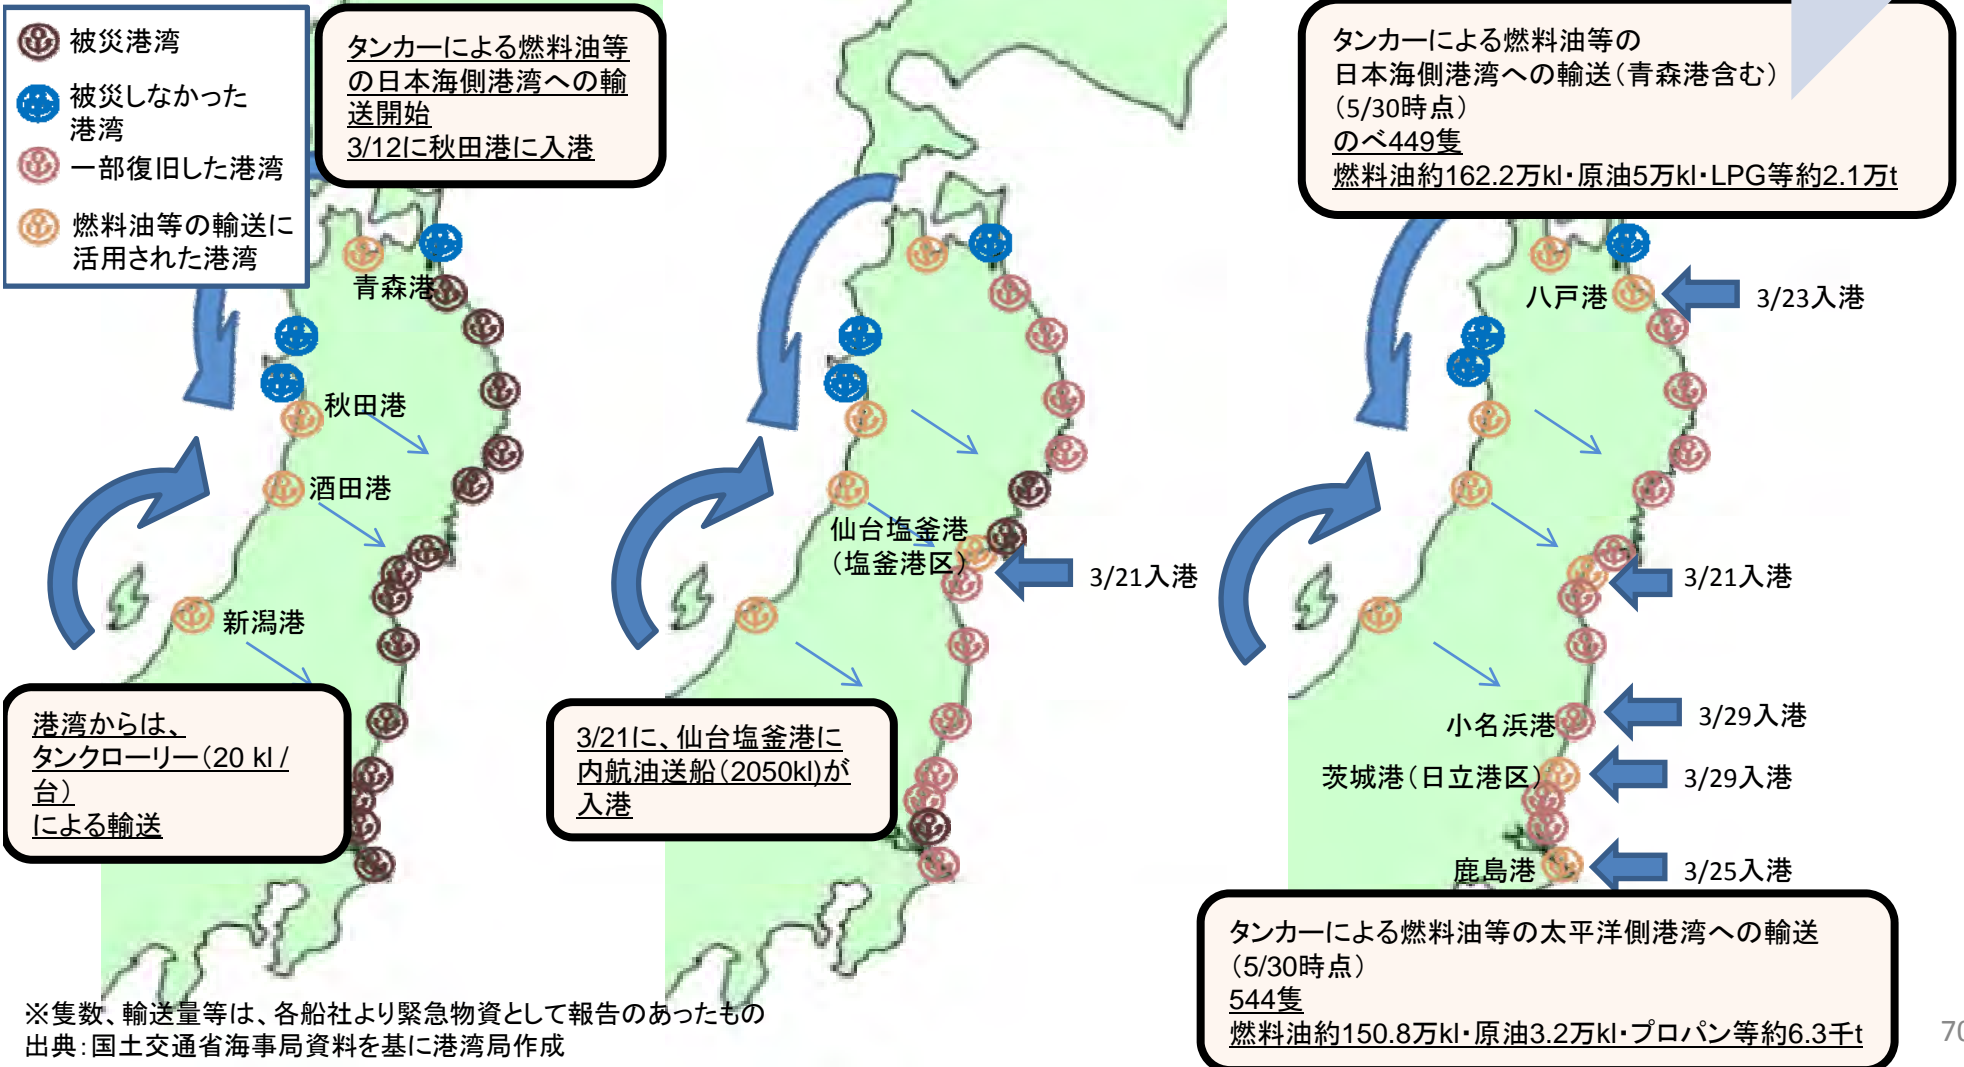 被災港湾
被災しなかった
港湾
一部復旧した港湾
燃料油等の輸送に
活用された港湾
タンカーによる燃料油等
の日本海側港湾への輸
送開始
3/12に秋田港に入港
青森港
秋田港
酒田港
新潟港
港湾からは、
タンクローリー(20 kl /
台)
による輸送
仙台塩釜港
(塩釜港区)
3/21入港
3/21に、仙台塩釜港に
内航油送船(2050kl)が
入港
タンカーによる燃料油等の
日本海側港湾への輸送(青森港含む)
(5/30時点)
のべ449隻
燃料油約162.2万kl・原油5万kl・LPG等約2.1万t
八戸港
3/23入港
3/21入港
小名浜港
3/29入港
茨城港(日立港区)
3/29入港
鹿島港
3/25入港
タンカーによる燃料油等の太平洋側港湾への輸送
(5/30時点)
544隻
燃料油約150.8万kl・原油3.2万kl・プロパン等約6.3千t
※隻数、輸送量等は、各船社より緊急物資として報告のあったもの
出典:国土交通省海事局資料を基に港湾局作成
70